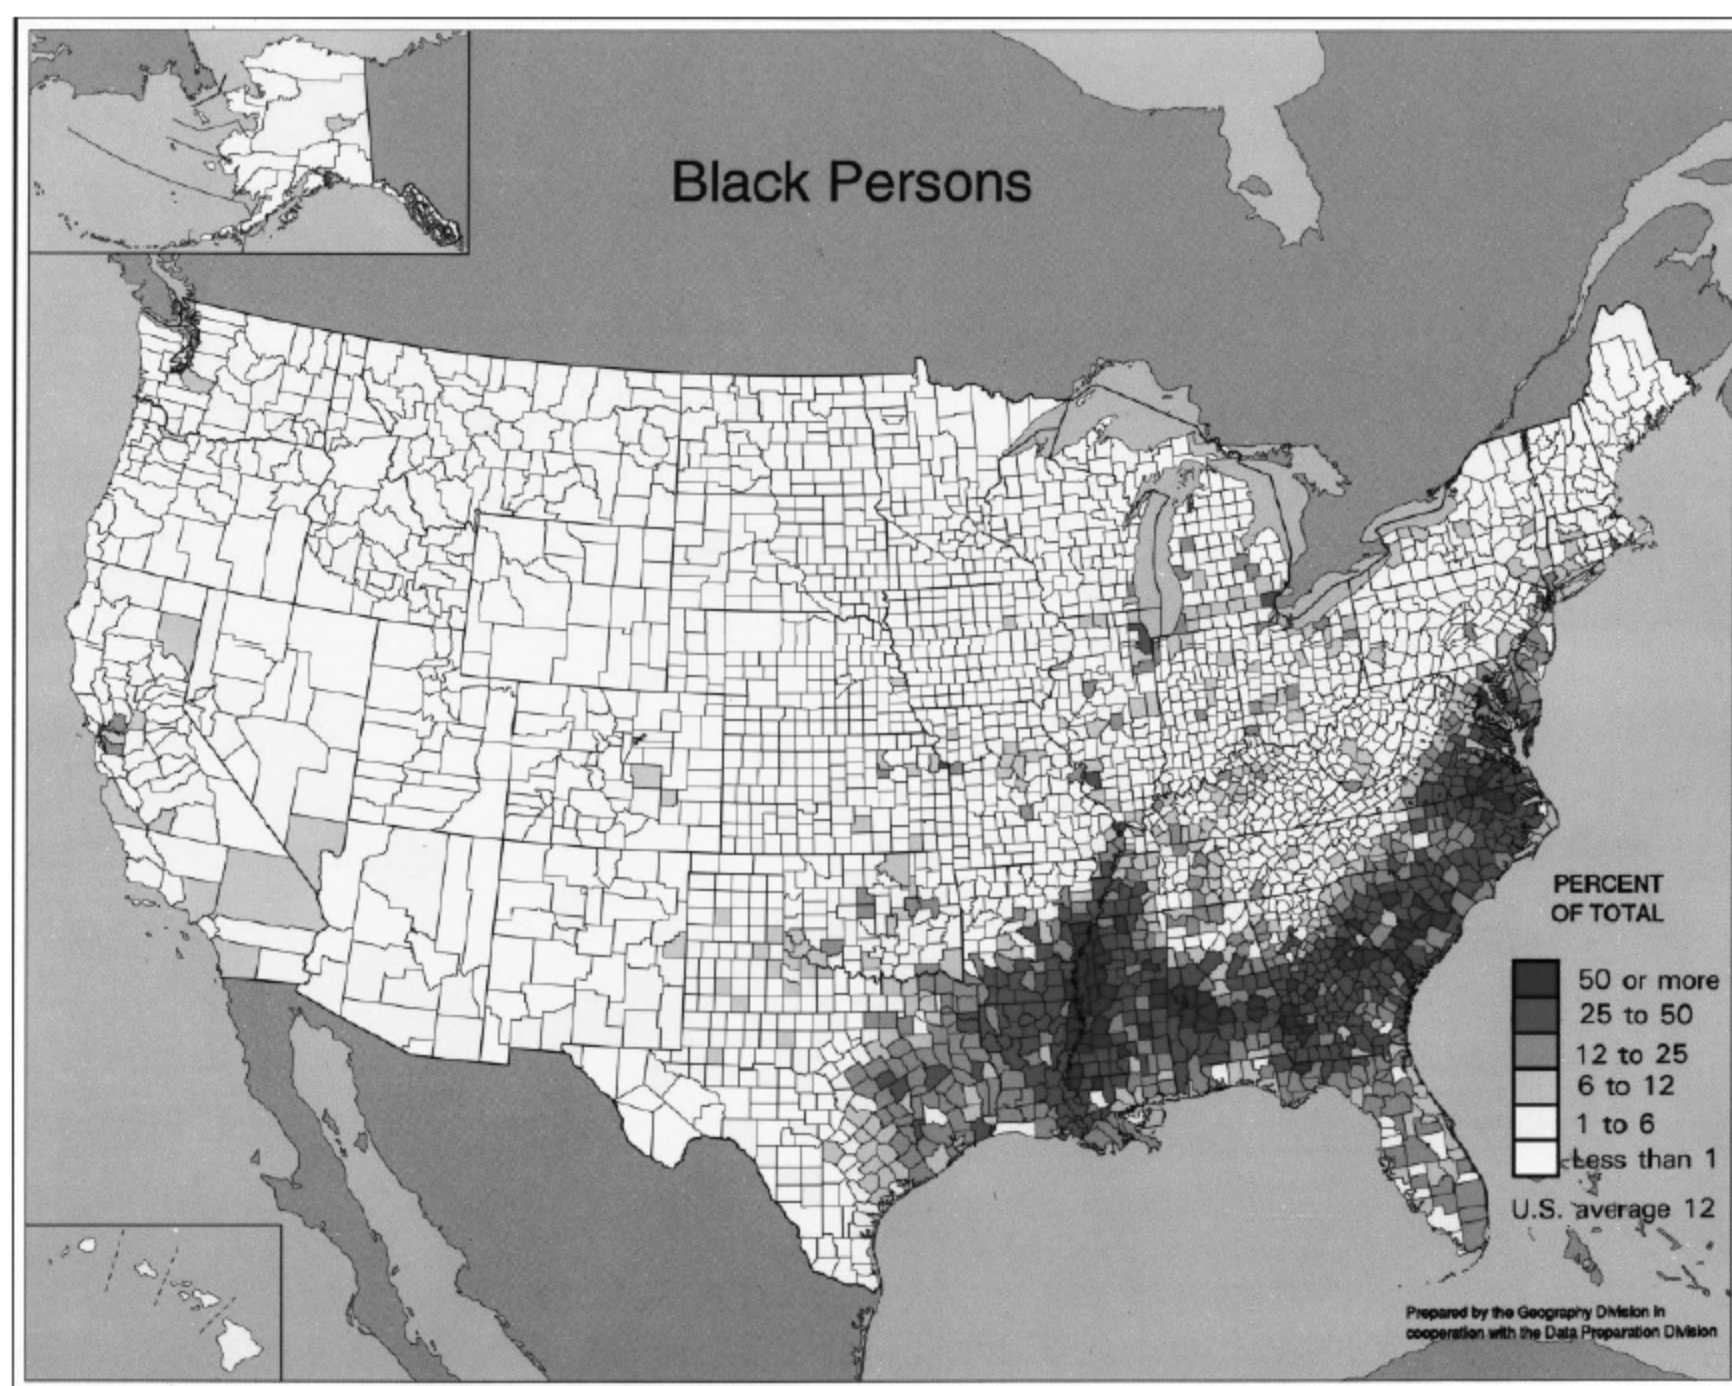 Black Persons
PERCENT
OF TOTAL
50 or more
25 to 50
12 to 25
6 to 12
1 to 6
Less than 1
U.S. average 12
Prepared by the Geography Division in
cooperation with the Data Preparation Division